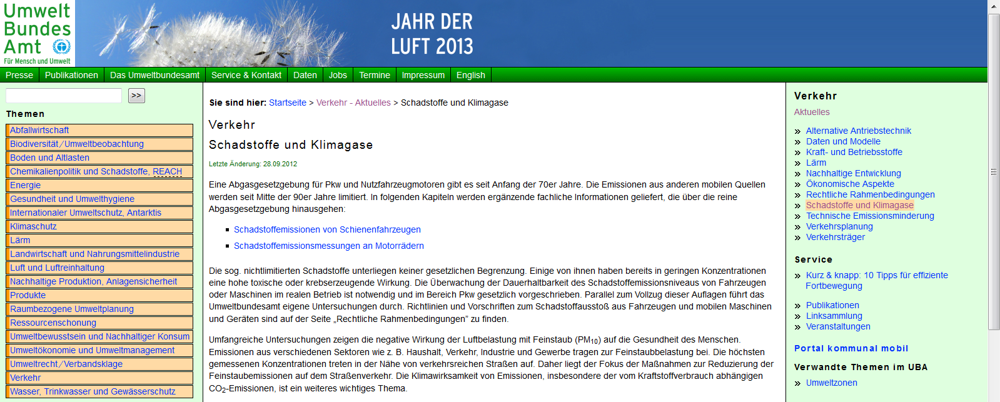 Umwelt
Bundes
Amt
Für Mensch und Umwelt
JAHR DER
LUFT 2013
Presse
Publikationen
Das Umweltbundesamt
Service & Kontakt
Daten
Jobs
Termine
Impressum
English
>>
Themen
Abfallwirtschaft
Biodiversität/Umweltbeobachtung
Boden und Altlasten
Chemikalienpolitik und Schadstoffe, REACH
Energie
Gesundheit und Umwelthygiene
Internationaler Umweltschutz, Antarktis
Klimaschutz
Lärm
Landwirtschaft und Nahrungsmittelindustrie
Luft und Luftreinhaltung
Nachhaltige Produktion, Anlagensicherheit
Produkte
Raumbezogene Umweltplanung
Ressourcenschonung
Umweltbewusstsein und Nachhaltiger Konsum
Umweltökonomie und Umweltmanagement
Umweltrecht/Verbandsklage
Verkehr
Wasser, Trinkwasser und Gewässerschutz
Sie sind hier: Startseite > Verkehr - Aktuelles > Schadstoffe und Klimagase
Verkehr
Schadstoffe und Klimagase
Letzte Änderung: 28.09.2012
Eine Abgasgesetzgebung für Pkw und Nutzfahrzeugmotoren gibt es seit Anfang der 70er Jahre. Die Emissionen aus anderen mobilen Quellen
werden seit Mitte der 90er Jahre limitiert. In folgenden Kapiteln werden ergänzende fachliche Informationen geliefert, die über die reine
Abgasgesetzgebung hinausgehen:
Schadstoffemissionen von Schienenfahrzeugen
Schadstoffemissionsmessungen an Motorrädern
Die sog. nichtlimitierten Schadstoffe unterliegen keiner gesetzlichen Begrenzung. Einige von ihnen haben bereits in geringen Konzentrationen
eine hohe toxische oder krebserzeugende Wirkung. Die Überwachung der Dauerhaltbarkeit des Schadstoffemissionsniveaus von Fahrzeugen
oder Maschinen im realen Betrieb ist notwendig und im Bereich Pkw gesetzlich vorgeschrieben. Parallel zum Vollzug dieser Auflagen führt das
Umweltbundesamt eigene Untersuchungen durch. Richtlinien und Vorschriften zum Schadstoffausstoß aus Fahrzeugen und mobilen Maschinen
und Geräten sind auf der Seite „Rechtliche Rahmenbedingungen” zu finden.
Umfangreiche Untersuchungen zeigen die negative Wirkung der Luftbelastung mit Feinstaub (PM10) auf die Gesundheit des Menschen.
Emissionen aus verschiedenen Sektoren wie z. B. Haushalt, Verkehr, Industrie und Gewerbe tragen zur Feinstaubbelastung bei. Die höchsten
gemessenen Konzentrationen treten in der Nähe von verkehrsreichen Straßen auf. Daher liegt der Fokus der Maßnahmen zur Reduzierung der
Feinstaubemissionen auf dem Straßenverkehr. Die Klimawirksamkeit von Emissionen, insbesondere der vom Kraftstoffverbrauch abhängigen
CO2-Emissionen, ist ein weiteres wichtiges Thema.
Verkehr
Aktuelles
Alternative Antriebstechnik
Daten und Modelle
Kraft- und Betriebsstoffe
Lärm
Nachhaltige Entwicklung
Ökonomische Aspekte
Rechtliche Rahmenbedingungen
Schadstoffe und Klimagase
Technische Emissionsminderung
Verkehrsplanung
Verkehrsträger
Service
Kurz & knapp: 10 Tipps für effiziente
Fortbewegung
Publikationen
Linksammlung
Veranstaltungen
Portal kommunal mobil
Verwandte Themen im UBA
Umweltzonen